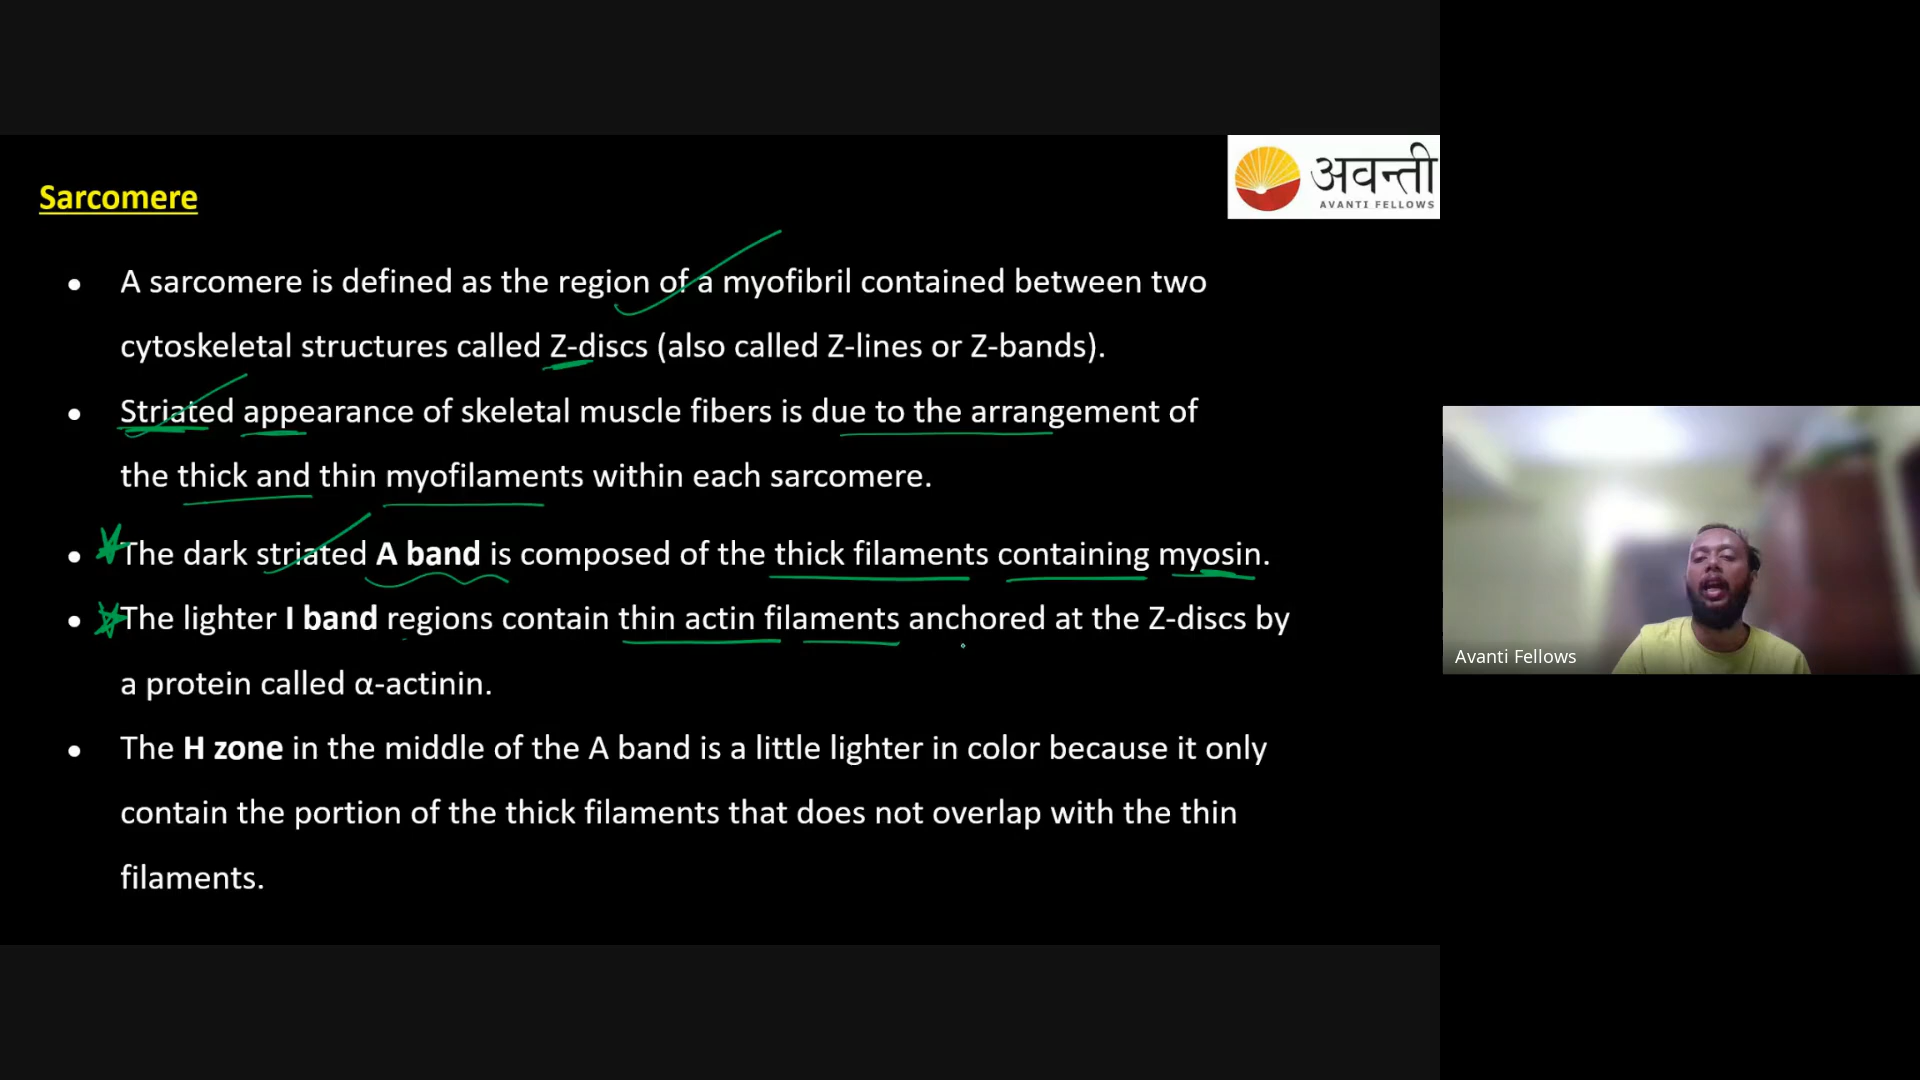 अवन्ती
AVANTI FELLOWS
Sarcomere
● A sarcomere is defined as the region of a myofibril contained between two
cytoskeletal structures called Z-discs (also called Z-lines or Z-bands).
● Striated appearance of skeletal muscle fibers is due to the arrangement of
the thick and thin myofilaments within each sarcomere.
● The dark striated A band is composed of the thick filaments containing myosin.
● The lighter I band regions contain thin actin filaments anchored at the Z-discs by
a protein called α-actinin.
● The H zone in the middle of the A band is a little lighter in color because it only
contain the portion of the thick filaments that does not overlap with the thin
filaments.
Avanti Fellows